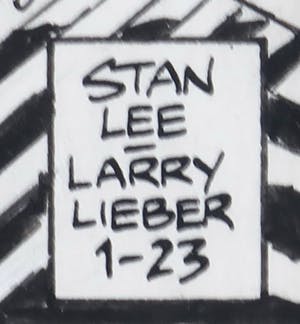 STAN
LEE
—
LARRY
LIEBER
1-23